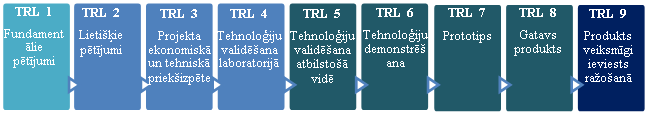 TRL 1
Fundament
ālie
pētījumi
TRL 2
Lietišķie
pētījumi
TRL 3
Projekta
ekonomiskā
un tehniskā
priekšizpēte
TRL 4
Tehnoloģiju
validēšana
laboratorijā
TRL 5
Tehnoloģiju
validēšana
atbilstošā
vidē
TRL 6
Tehnoloģiju
demonstrēš
ana
TRL 7
Prototips
TRL 8
Gatavs
produkts
TRL 9
Produkts
veiksmīgi
ieviests
ražošanā